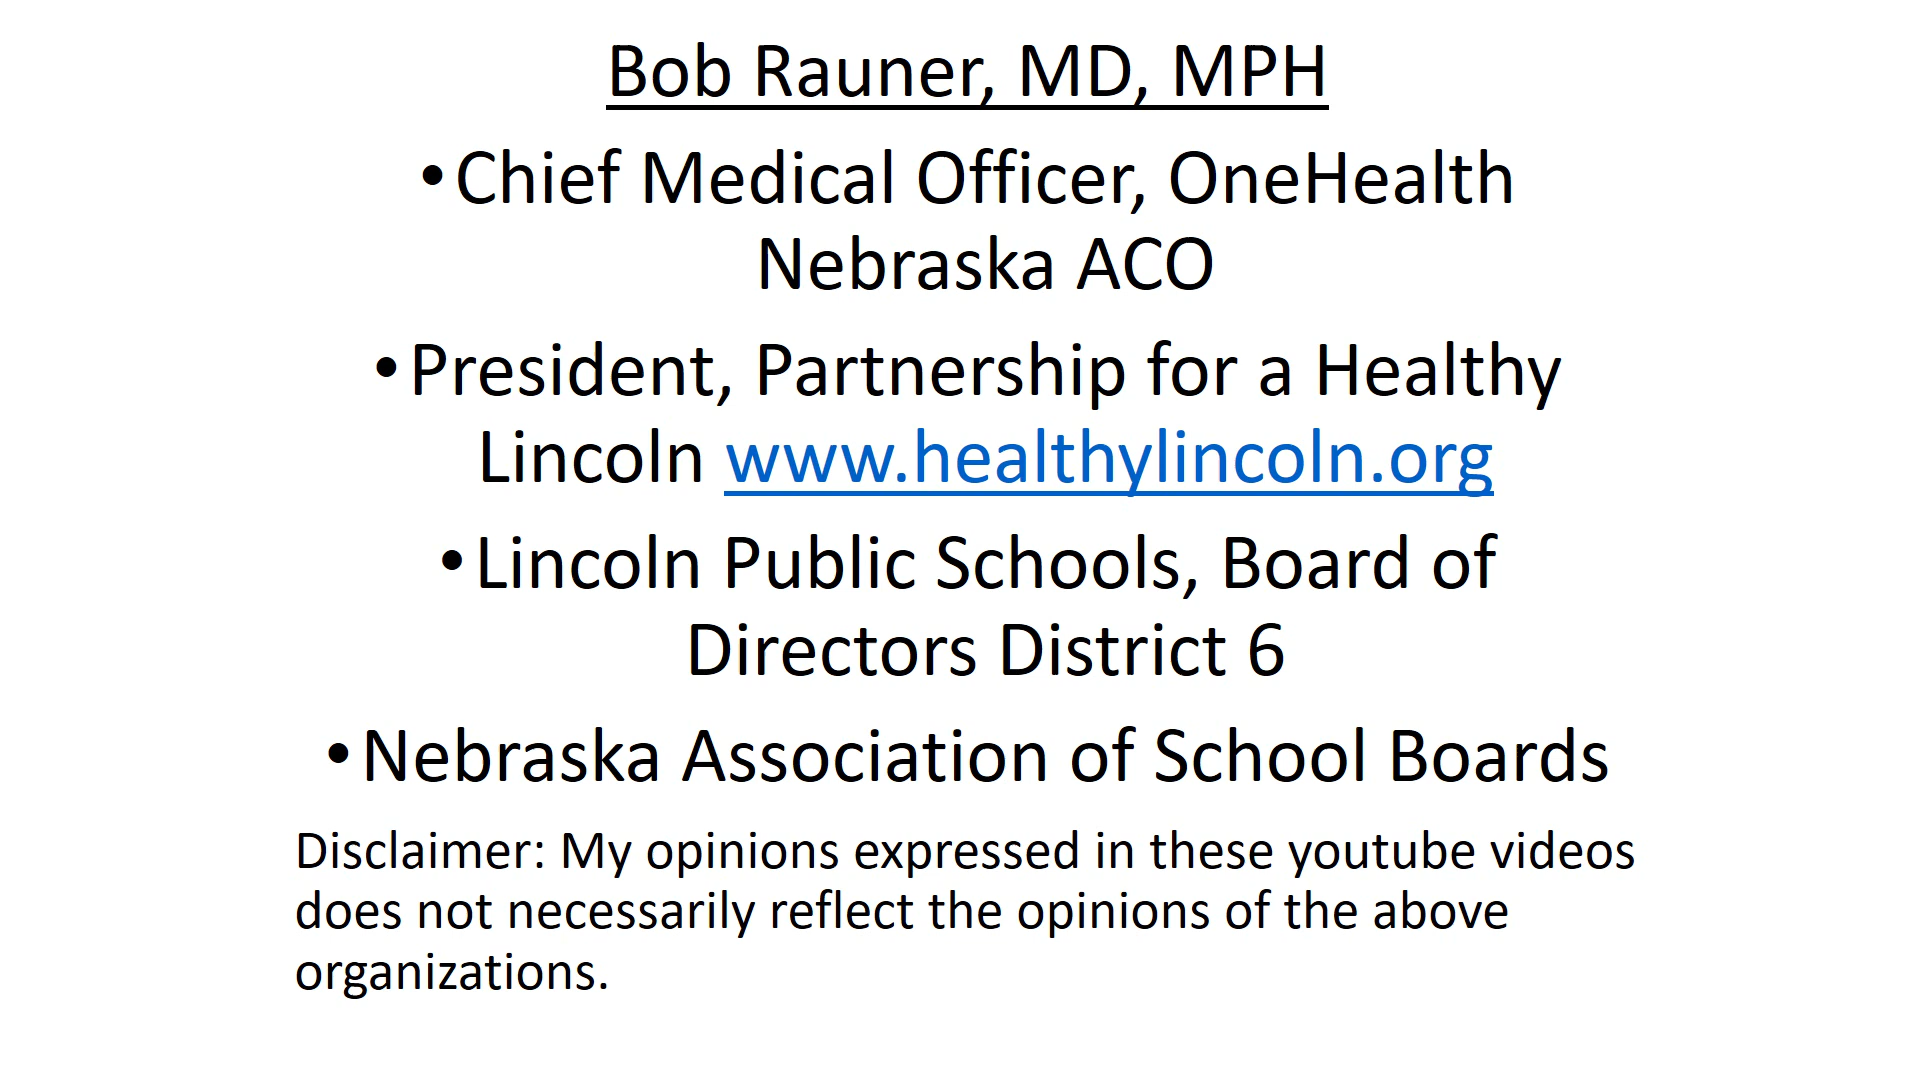 Bob Rauner, MD, MPH
•Chief Medical Officer, OneHealth
Nebraska ACO
•President, Partnership for a Healthy
Lincoln www.healthylincoln.org
•Lincoln Public Schools, Board of
Directors District 6
•Nebraska Association of School Boards
Disclaimer: My opinions expressed in these youtube videos
does not necessarily reflect the opinions of the above
organizations.